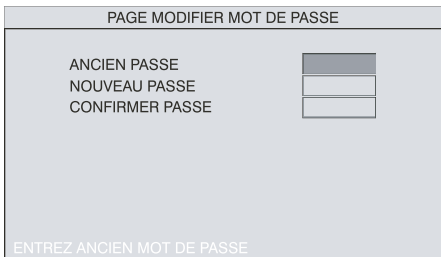 PAGE MODIFIER MOT DE PASSE
ANCIEN PASSE
NOUVEAU PASSE
CONFIRMER PASSE
ENTREZ ANCIEN MOT DE PASSE